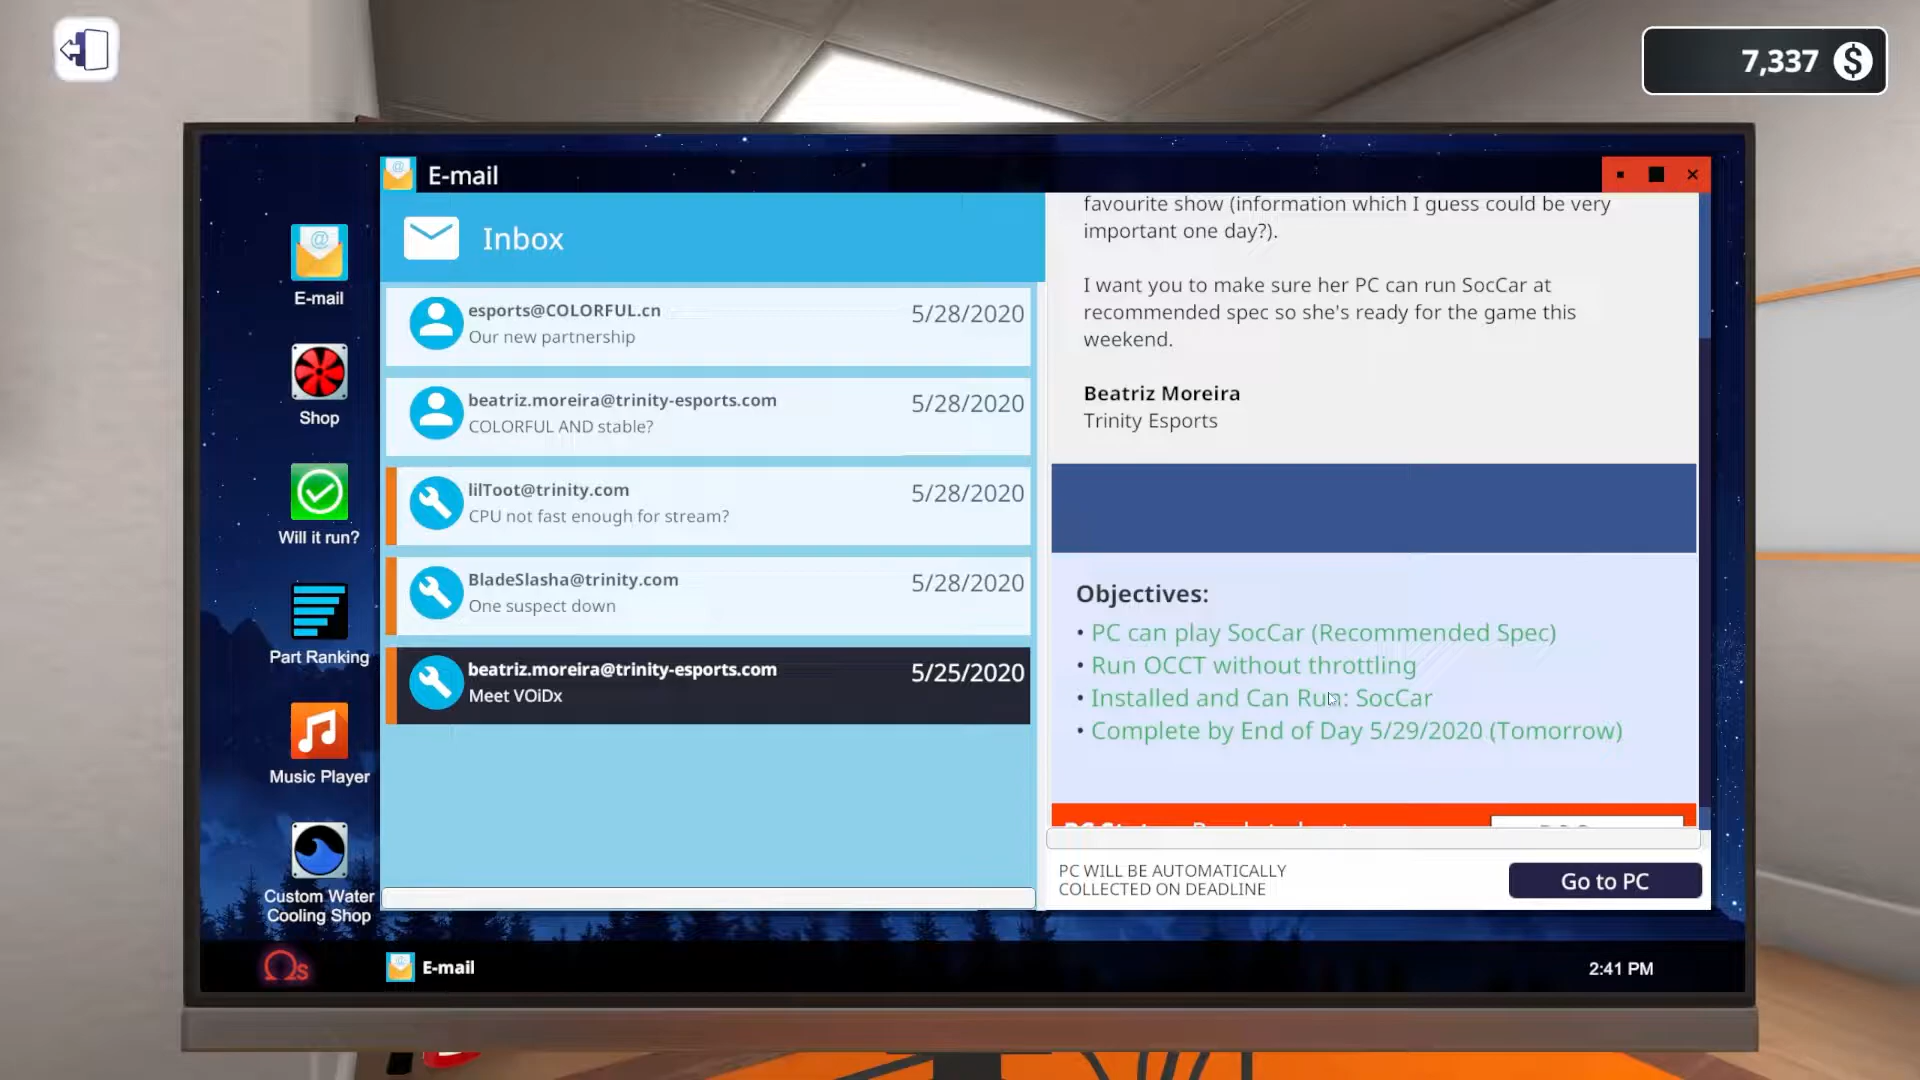 7,337
E-mail
Inbox
esports@COLORFUL.cn
5/28/2020
Our new partnership
beatriz.moreira@trinity-esports.com
5/28/2020
COLORFUL AND stable?
lilToot@trinity.com
5/28/2020
CPU not fast enough for stream?
BladeSlasha@trinity.com
5/28/2020
One suspect down
beatriz.moreira@trinity-esports.com
5/25/2020
Meet VOiDx
favourite show (information which I guess could be very
important one day?).
I want you to make sure her PC can run SocCar at
recommended spec so she's ready for the game this
weekend.
Beatriz Moreira
Trinity Esports
Objectives:
• PC can play SocCar (Recommended Spec)
• Run OCCT without throttling
• Installed and Can Run: SocCar
• Complete by End of Day 5/29/2020 (Tomorrow)
PC WILL BE AUTOMATICALLY
COLLECTED ON DEADLINE
Go to PC
E-mail
Shop
Will it run?
Part Ranking
Music Player
Custom Water
Cooling Shop
Ωs
E-mail
2:41 PM